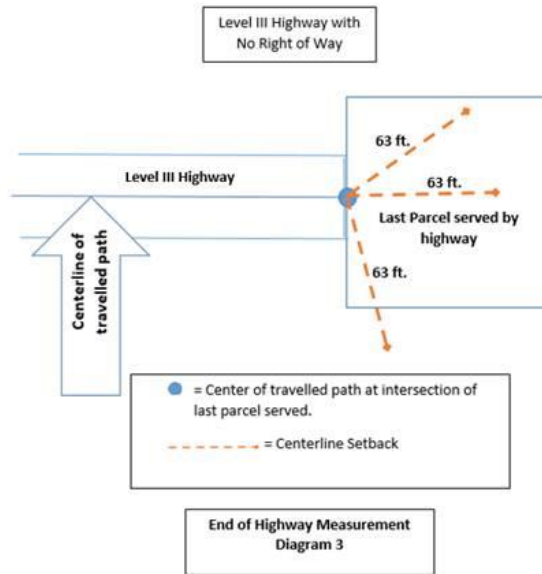 Level III Highway with
No Right of Way
63 ft.
Level III Highway
63 ft.
Last Parcel served by
highway
63 ft.
Centerline of
travelled path
= Center of travelled path at intersection of
last parcel served.
= Centerline Setback
End of Highway Measurement
Diagram 3